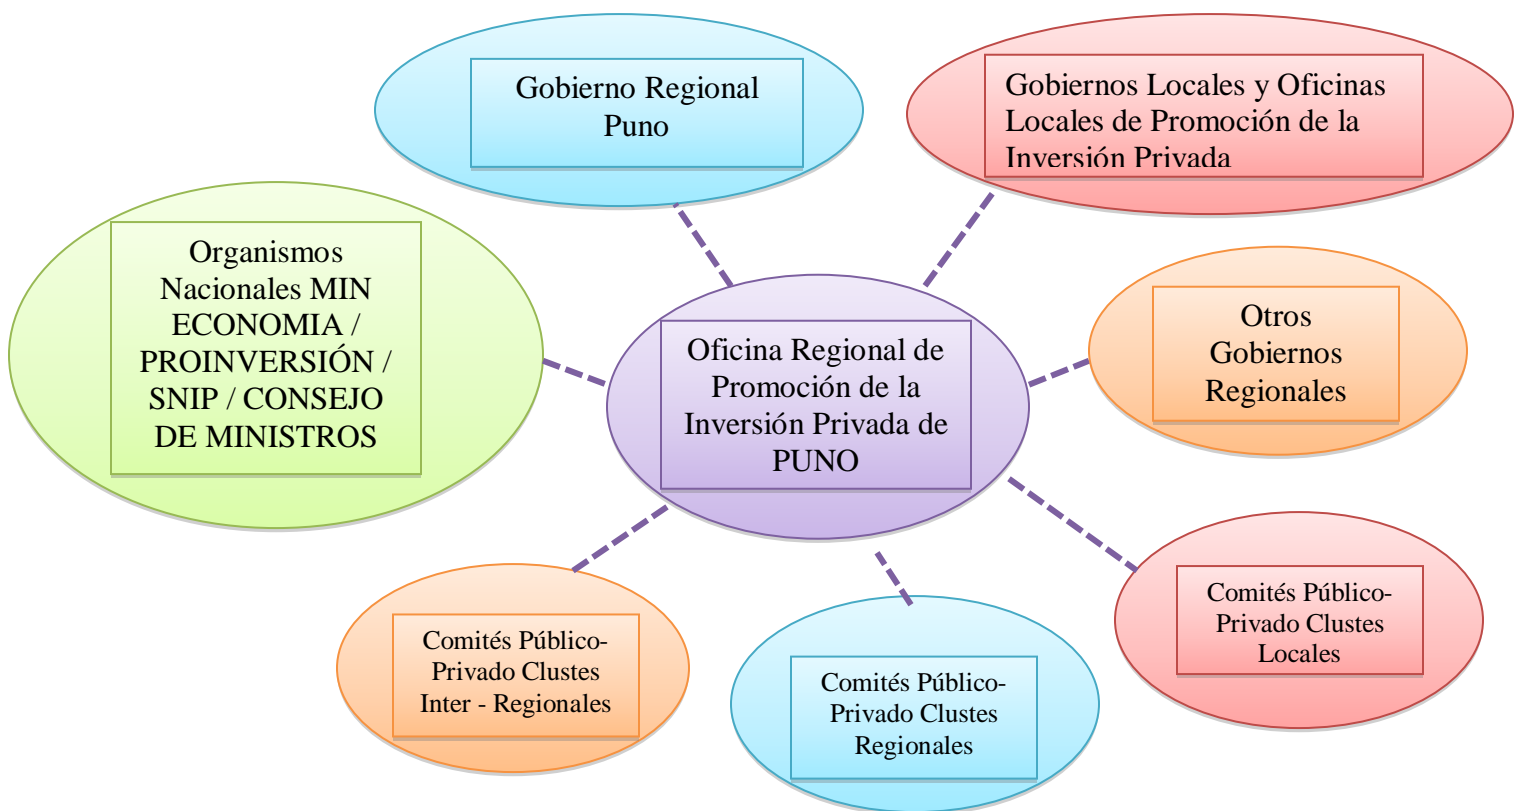 Gobierno Regional
Puno
Gobiernos Locales y Oficinas
Locales de Promoción de la
Inversión Privada
Organismos
Nacionales MIN
ECONOMIA /
PROINVERSIÓN /
SNIP / CONSEJO
DE MINISTROS
Oficina Regional de
Promoción de la
Inversión Privada de
PUNO
Otros
Gobiernos
Regionales
Comités Público-
Privado Clustes
Inter - Regionales
Comités Público-
Privado Clustes
Regionales
Comités Público-
Privado Clustes
Locales